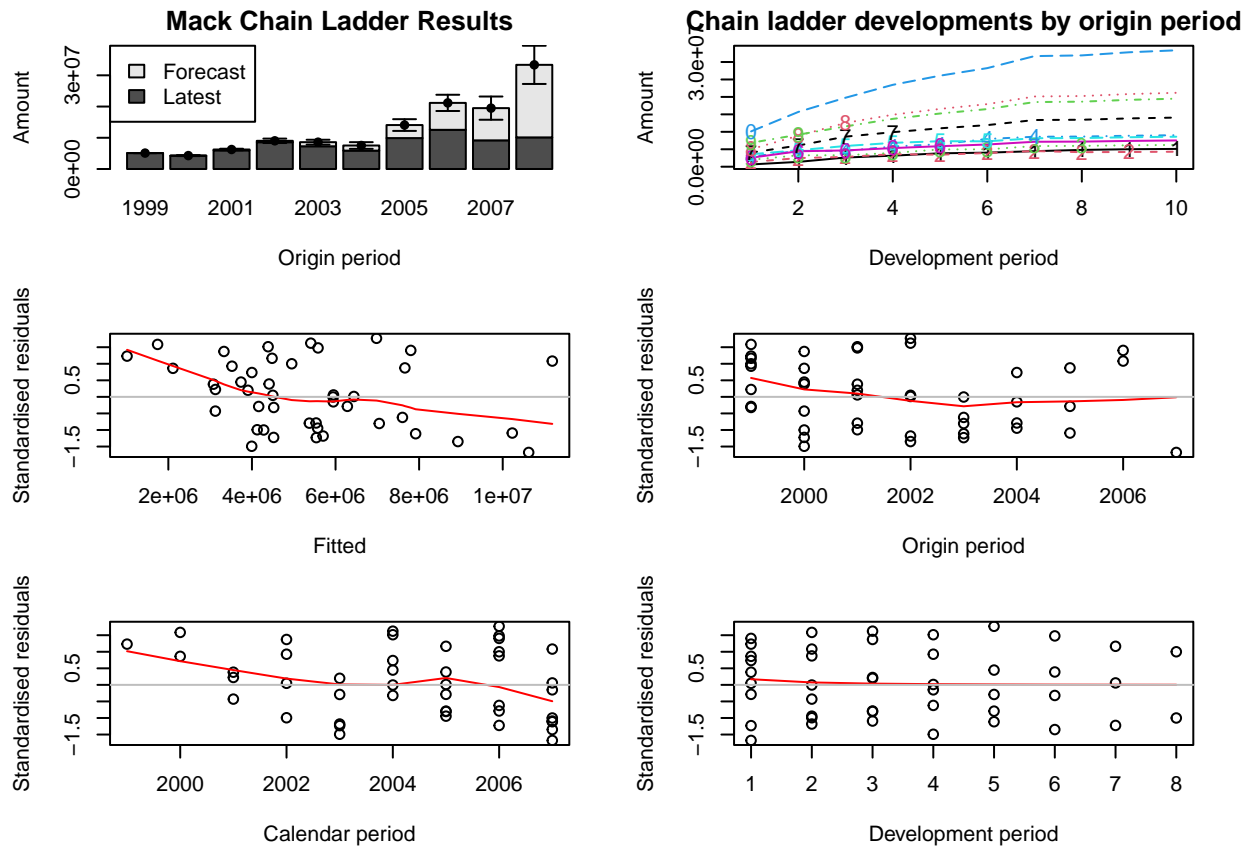 Mack Chain Ladder Results
Amount
0e+00 3e+07
Forecast
Latest
1999 2001 2003 2005 2007
Origin period
Chain ladder developments by origin period
Amount
0.0e+00 3.0e+07
2 4 6 8 10
Development period
Standardised residuals
−1.5 0.5
2e+06 4e+06 6e+06 8e+06 1e+07
Fitted
Standardised residuals
−1.5 0.5
2000 2002 2004 2006
Origin period
Standardised residuals
−1.5 0.5
2000 2002 2004 2006
Calendar period
Standardised residuals
−1.5 0.5
1 2 3 4 5 6 7 8
Development period